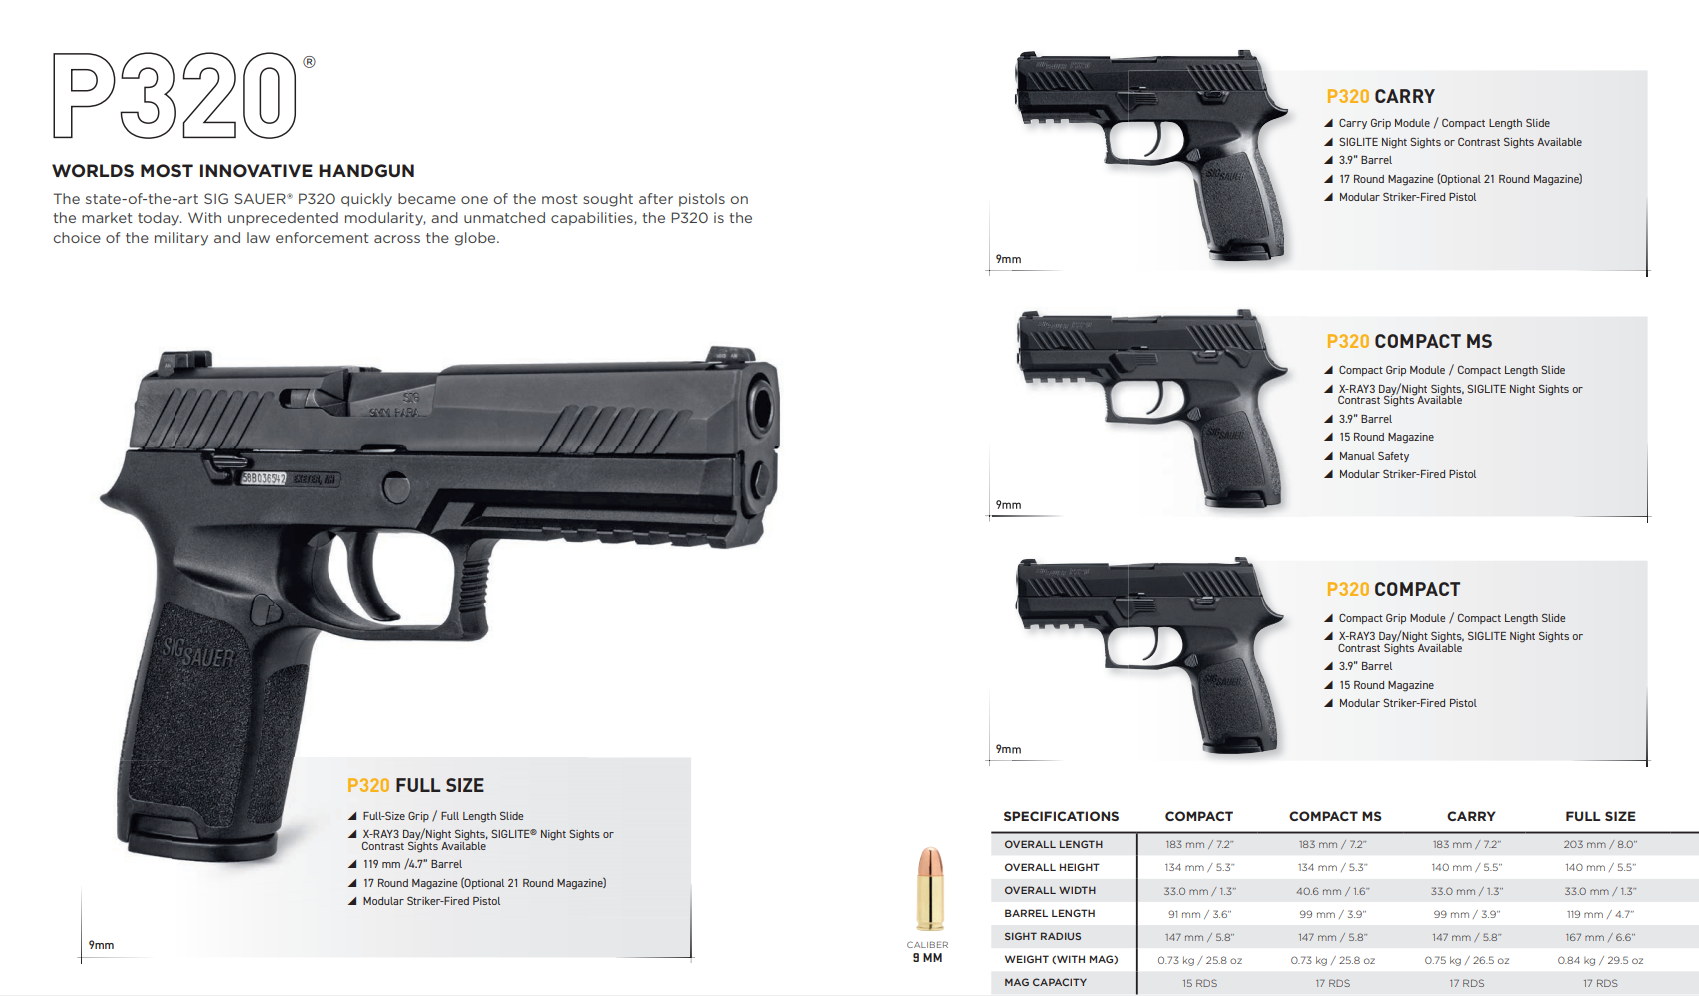 P320®
WORLDS MOST INNOVATIVE HANDGUN
The state-of-the-art SIG SAUER® P320 quickly became one of the most sought after pistols on
the market today. With unprecedented modularity, and unmatched capabilities, the P320 is the
choice of the military and law enforcement across the globe.
9MM PARA
58B036542 EXETER, NH
SIG SAUER
P320 FULL SIZE
Full-Size Grip / Full Length Slide
X-RAY3 Day/Night Sights, SIGLITE® Night Sights or
Contrast Sights Available
119 mm /4.7” Barrel
17 Round Magazine (Optional 21 Round Magazine)
Modular Striker-Fired Pistol
9mm
P320 CARRY
Carry Grip Module / Compact Length Slide
SIGLITE Night Sights or Contrast Sights Available
3.9” Barrel
17 Round Magazine (Optional 21 Round Magazine)
Modular Striker-Fired Pistol
SIG SAUER
9mm
P320 COMPACT MS
Compact Grip Module / Compact Length Slide
X-RAY3 Day/Night Sights, SIGLITE Night Sights or
Contrast Sights Available
3.9” Barrel
15 Round Magazine
Manual Safety
Modular Striker-Fired Pistol
SIG SAUER
9mm
P320 COMPACT
Compact Grip Module / Compact Length Slide
X-RAY3 Day/Night Sights, SIGLITE Night Sights or
Contrast Sights Available
3.9” Barrel
15 Round Magazine
Modular Striker-Fired Pistol
SIG SAUER
9mm
CALIBER
9 MM
SPECIFICATIONS COMPACT COMPACT MS CARRY FULL SIZE
OVERALL LENGTH 183 mm / 7.2” 183 mm / 7.2” 183 mm / 7.2” 203 mm / 8.0”
OVERALL HEIGHT 134 mm / 5.3” 134 mm / 5.3” 140 mm / 5.5” 140 mm / 5.5”
OVERALL WIDTH 33.0 mm / 1.3” 40.6 mm / 1.6” 33.0 mm / 1.3” 33.0 mm / 1.3”
BARREL LENGTH 91 mm / 3.6” 99 mm / 3.9” 99 mm / 3.9” 119 mm / 4.7”
SIGHT RADIUS 147 mm / 5.8” 147 mm / 5.8” 147 mm / 5.8” 167 mm / 6.6”
WEIGHT (WITH MAG) 0.73 kg / 25.8 oz 0.73 kg / 25.8 oz 0.75 kg / 26.5 oz 0.84 kg / 29.5 oz
MAG CAPACITY 15 RDS 17 RDS 17 RDS 17 RDS